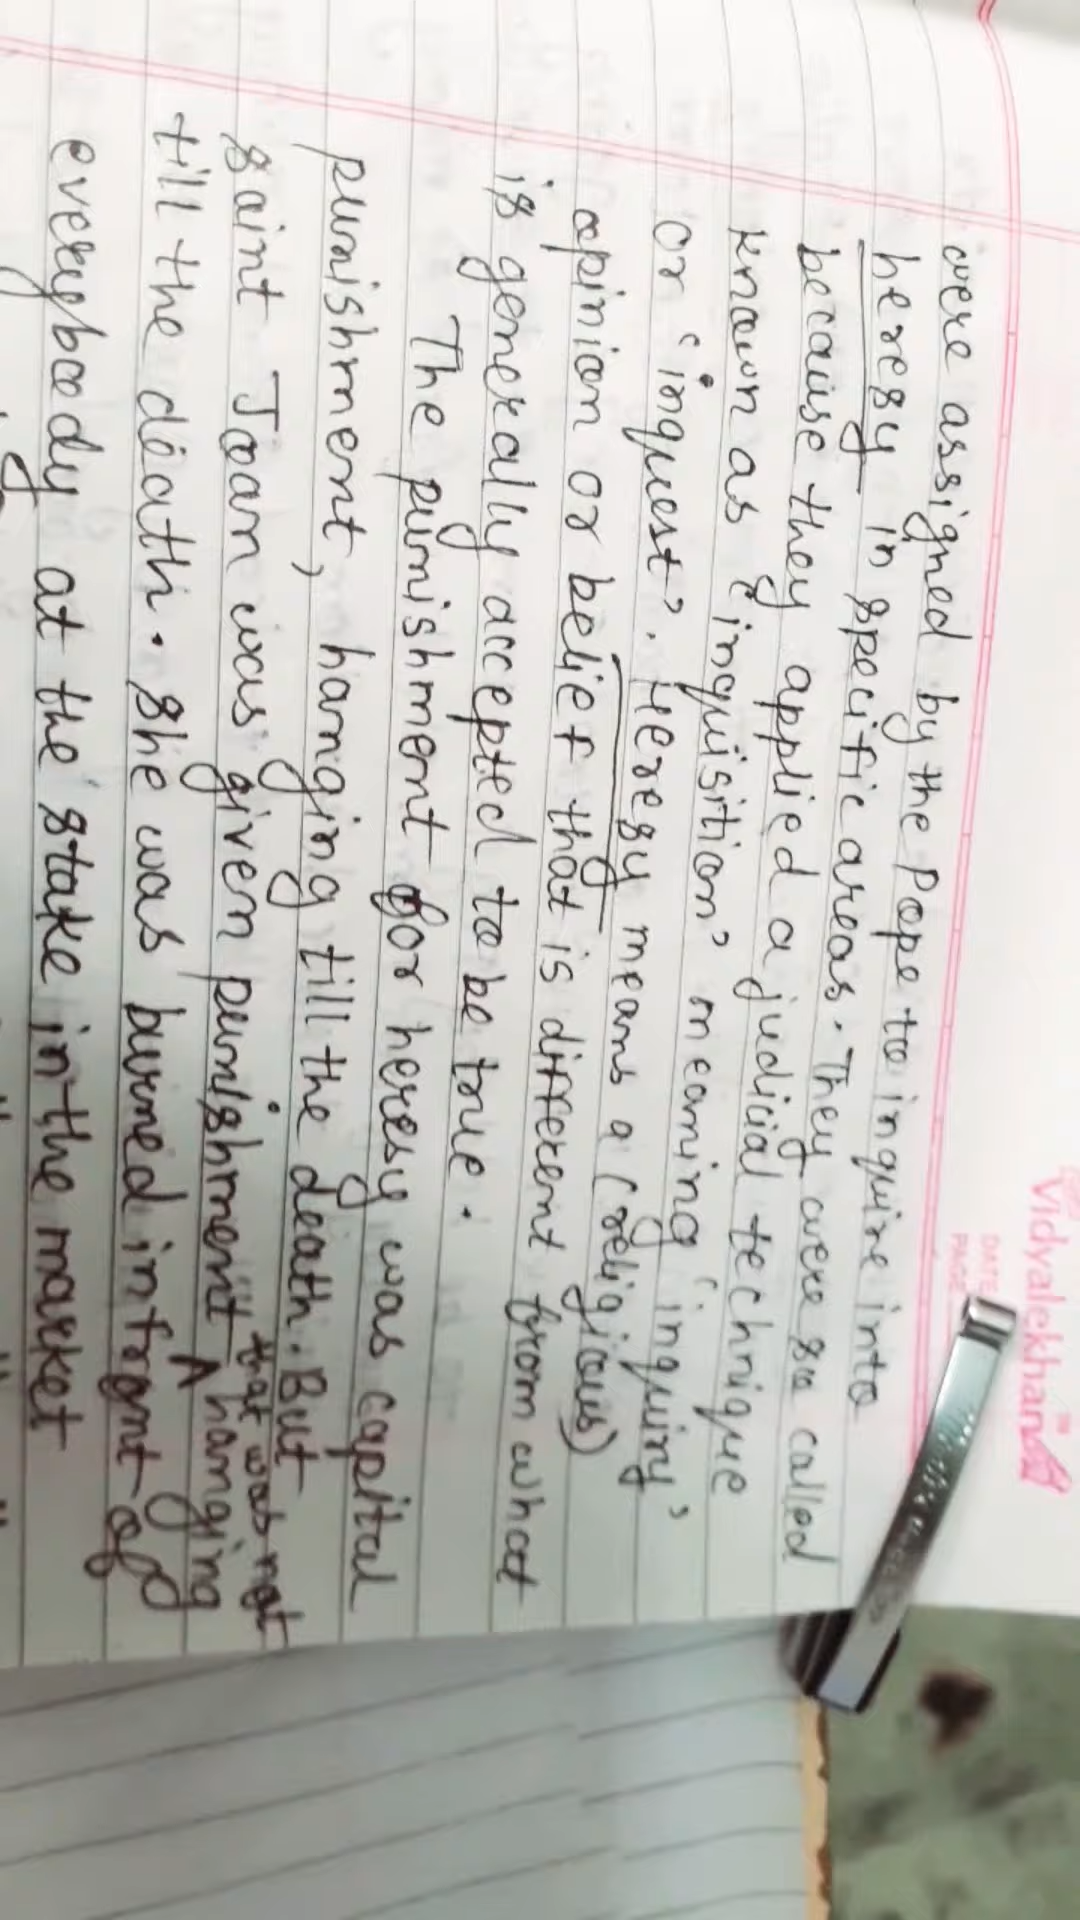 Vidyalekhan
DATE
PAGE
were assigned by the Pope to inquire into
heresy in specific areas. They were so called
because they applied a judicial technique
known as 'inquisition' meaning 'inquiry'
or 'inquest'. Heresy means a (religious)
opinion or belief that is different from what
is generally accepted to be true.
The punishment for heresy was capital
punishment, hanging till the death. But
that was not
saint Joan was given punishment ^ hanging
till the death. She was burned in front of
everybody at the stake in the market